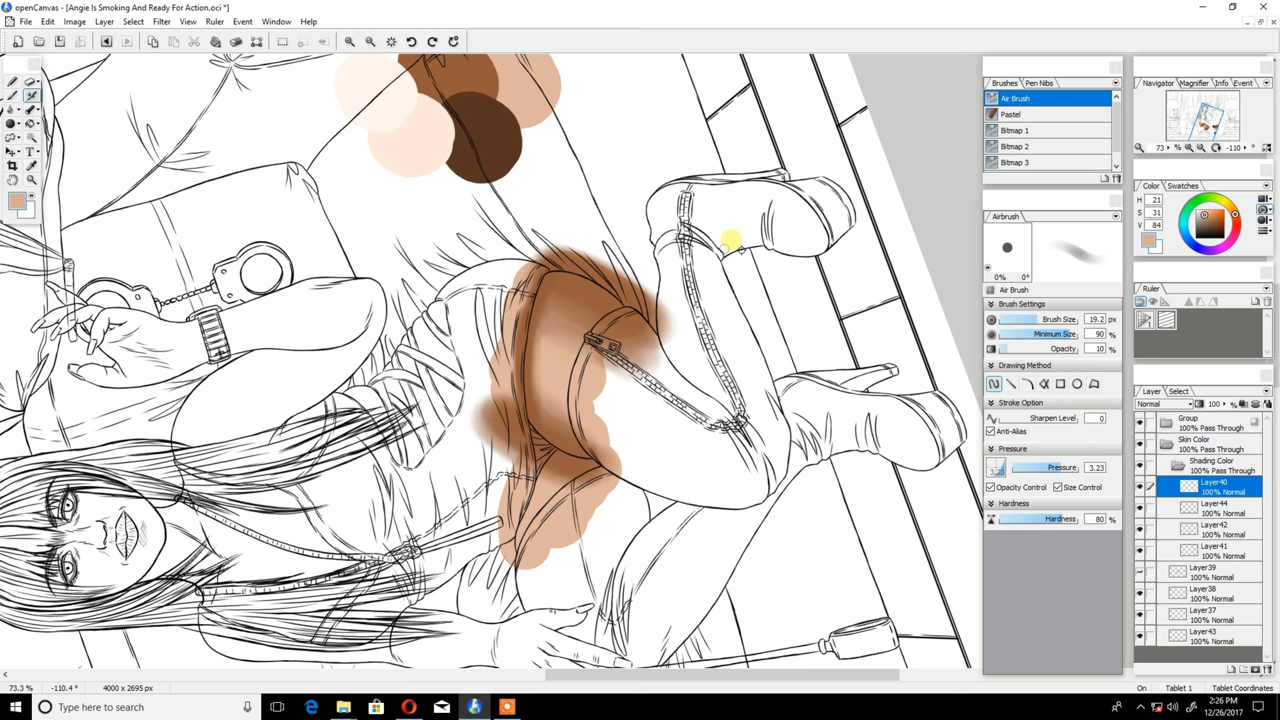 openCanvas - [Angie Is Smoking And Ready For Action.oci *]
File Edit Image Layer Select Filter View Ruler Event Window Help
Brushes Pen Nibs
Air Brush
Pastel
Bitmap 1
Bitmap 2
Bitmap 3
Airbrush
0% 0°
Air Brush
Brush Settings
Brush Size 19.2 px
Minimum Size 90 %
Opacity 10 %
Drawing Method
Stroke Option
Sharpen Level 0
Anti-Alias
Pressure
Pressure 3.23
Opacity Control Size Control
Hardness
Hardness 80 %
Navigator Magnifier Info Event
73 % -110 °
Color Swatches
H 21
S 31
V 84
Ruler
Layer Select
Normal 100 %
Group
100% Pass Through
Skin Color
100% Pass Through
Shading Color
100% Pass Through
Layer40
100% Normal
Layer44
100% Normal
Layer42
100% Normal
Layer41
100% Normal
Layer39
100% Normal
Layer38
100% Normal
Layer37
100% Normal
Layer43
100% Normal
73.3 % -110.4 ° 4000 x 2695 px
On Tablet 1 Tablet Coordinates
Type here to search
2:26 PM
12/26/2017